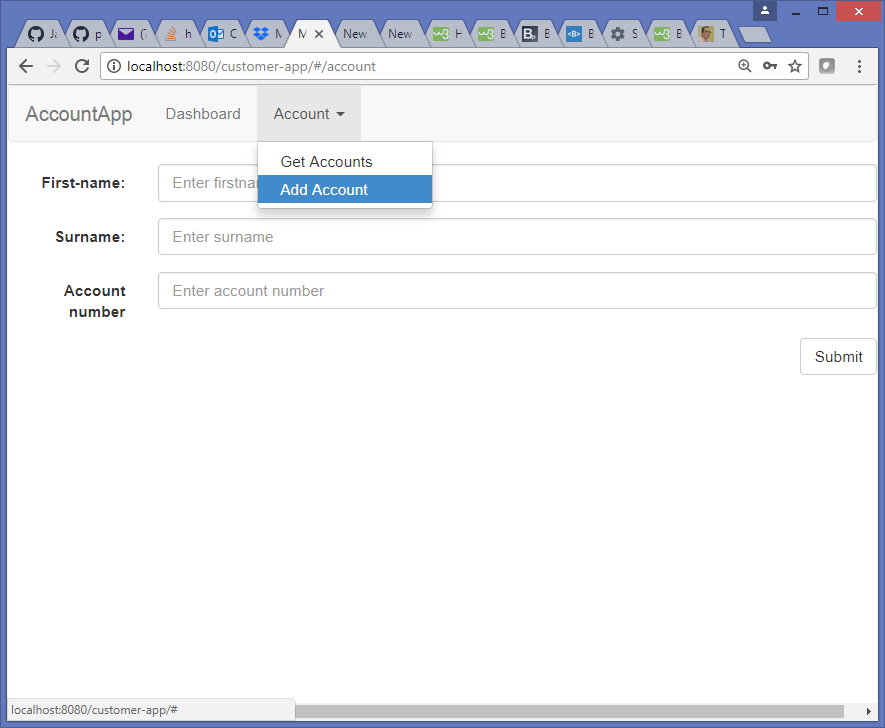 New
New
localhost:8080/customer-app/#/account
AccountApp
Dashboard
Account
Get Accounts
Add Account
First-name:
Enter firstna
Surname:
Enter surname
Account
number
Enter account number
Submit
localhost:8080/customer-app/#